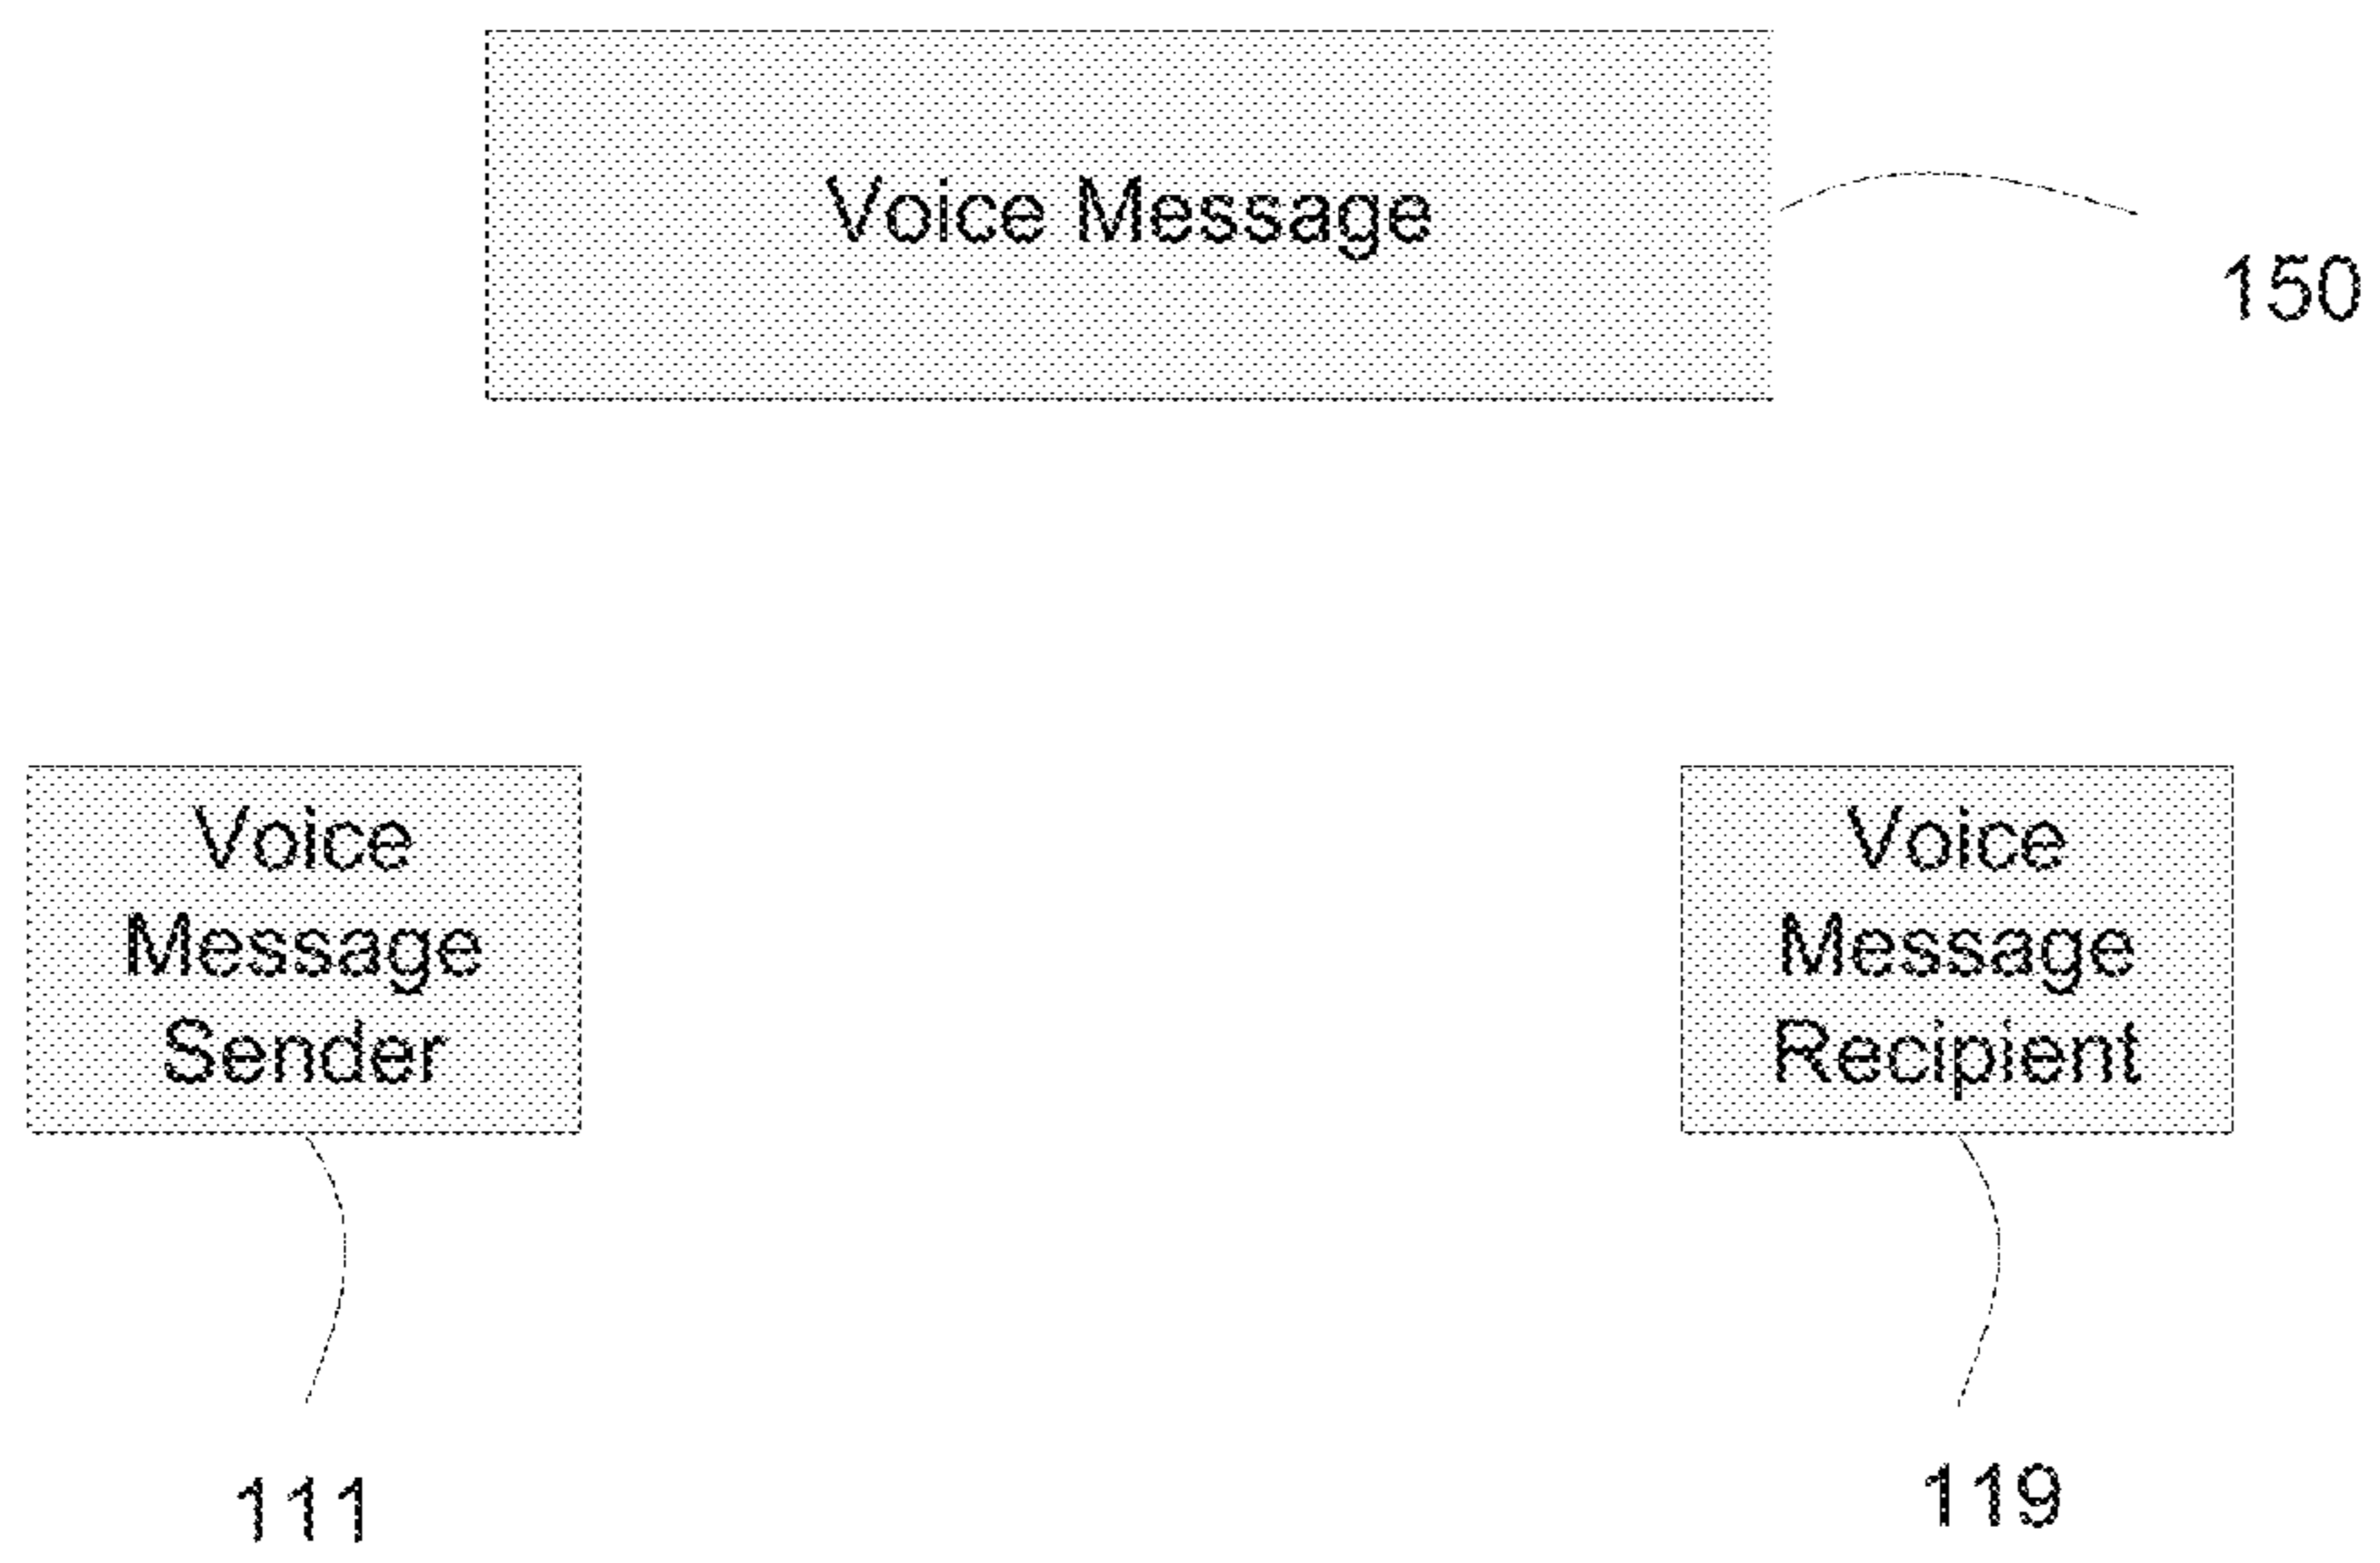 Voice Message
150
Voice
Message
Sender
Voice
Message
Recipient
111
119